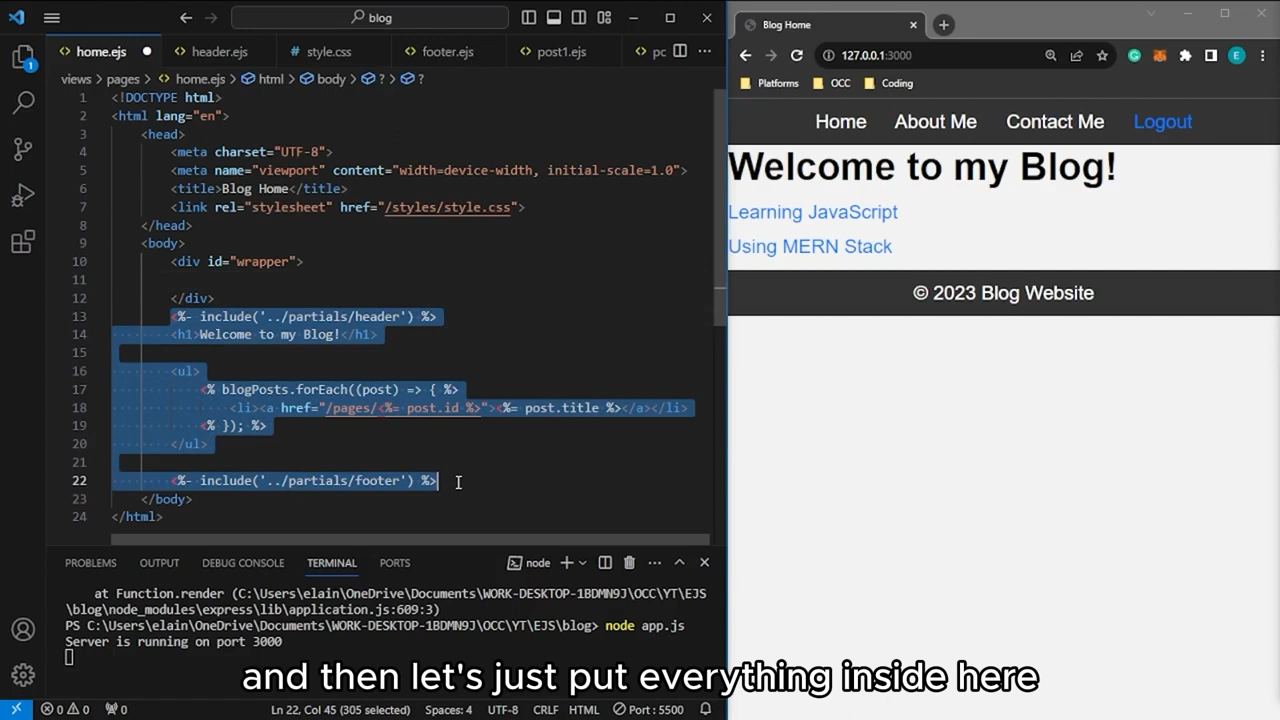 blog
home.ejs
header.ejs
style.css
footer.ejs
post1.ejs
pc
views > pages > home.ejs > html > body > ? > ?
1 <!DOCTYPE html>
2 <html lang="en">
3 <head>
4 <meta charset="UTF-8">
5 <meta name="viewport" content="width=device-width, initial-scale=1.0">
6 <title>Blog Home</title>
7 <link rel="stylesheet" href="/styles/style.css">
8 </head>
9 <body>
10 <div id="wrapper">
11
12 </div>
13 <%- include('../partials/header') %>
14 <h1>Welcome to my Blog!</h1>
15
16 <ul>
17 <% blogPosts.forEach((post) => { %>
18 <li><a href="/pages/<%= post.id %>"><%= post.title %></a></li>
19 <% }); %>
20 </ul>
21
22 <%- include('../partials/footer') %>
23 </body>
24 </html>
PROBLEMS OUTPUT DEBUG CONSOLE TERMINAL PORTS
node
at Function.render (C:\Users\elain\OneDrive\Documents\WORK-DESKTOP-1BDMN9J\OCC\YT\EJS
\blog\node_modules\express\lib\application.js:609:3)
PS C:\Users\elain\OneDrive\Documents\WORK-DESKTOP-1BDMN9J\OCC\YT\EJS\blog> node app.js
Server is running on port 3000
1
0 0 0
Ln 22, Col 45 (305 selected) Spaces: 4 UTF-8 CRLF HTML Port : 5500
Blog Home
127.0.0.1:3000
E
Platforms OCC Coding
Home About Me Contact Me Logout
Welcome to my Blog!
Learning JavaScript
Using MERN Stack
© 2023 Blog Website
and then let's just put everything inside here